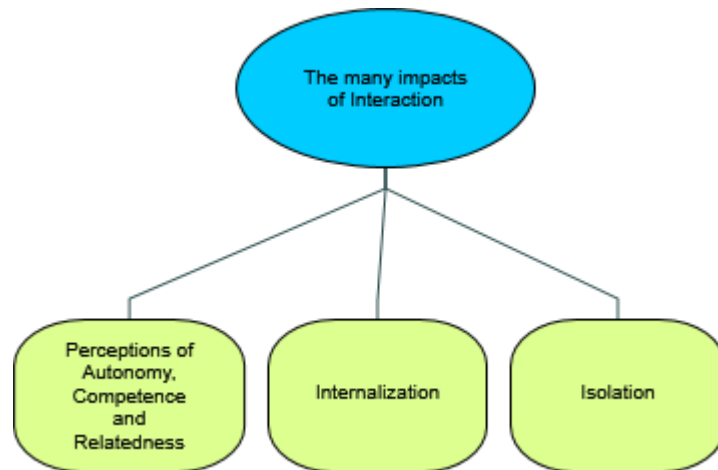 The many impacts
of Interaction
Perceptions of
Autonomy,
Competence
and
Relatedness
Internalization
Isolation